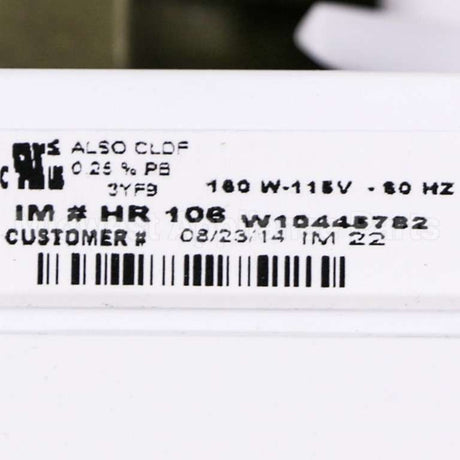 ALSO CLDF
0.25 % PB
3YF9
160 W-115V - 60 HZ
IM # HR 106 W10445782
CUSTOMER # 08/23/14 IM 22